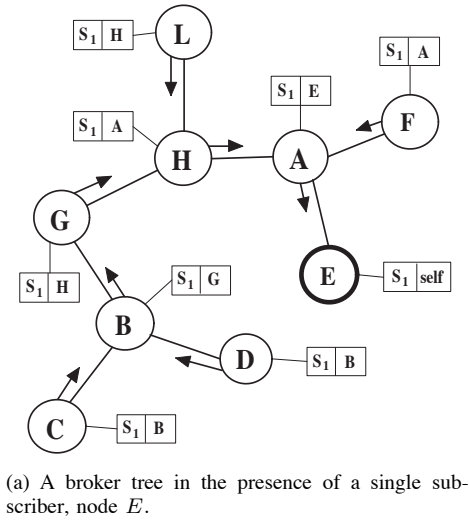 S1 H
L
S1 A
S1 E
F
S1 A
H
A
G
S1 H
S1 G
E
S1 self
B
D
S1 B
C
S1 B
(a) A broker tree in the presence of a single sub-
scriber, node E.